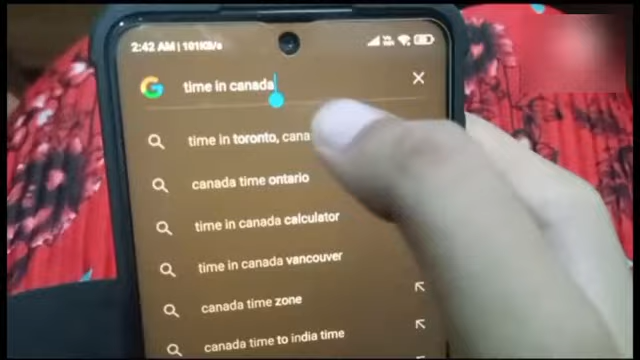 2:42 AM | 101KB/s
time in canada
time in toronto, cana
canada time ontario
time in canada calculator
time in canada vancouver
canada time zone
canada time to india time